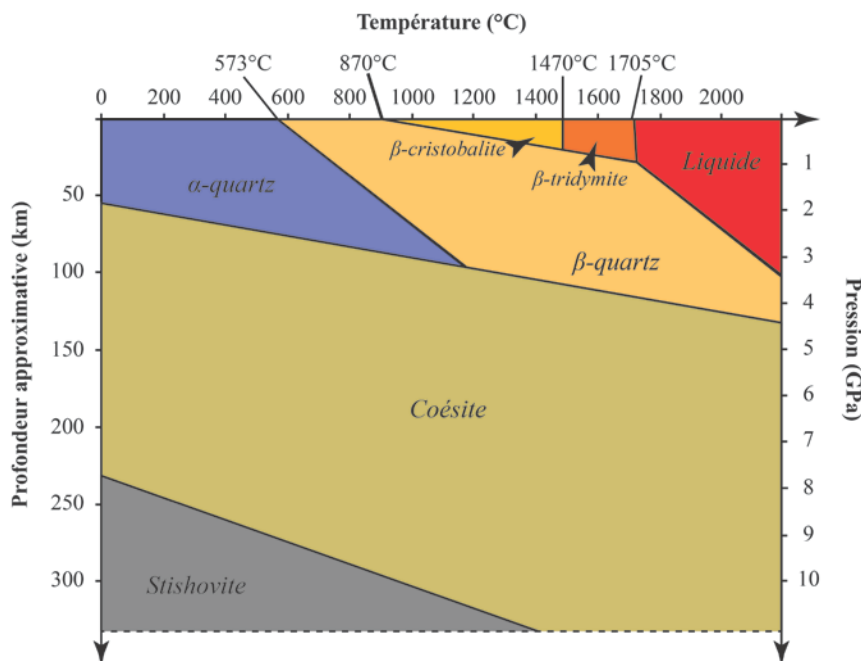 Température (°C)
573°C 870°C 1470°C 1705°C
0 200 400 600 800 1000 1200 1400 1600 1800 2000
β-cristobalite
β-tridymite
Liquide
α-quartz
β-quartz
Coésite
Stishovite
Profondeur approximative (km)
50
100
150
200
250
300
Pression (GPa)
1
2
3
4
5
6
7
8
9
10